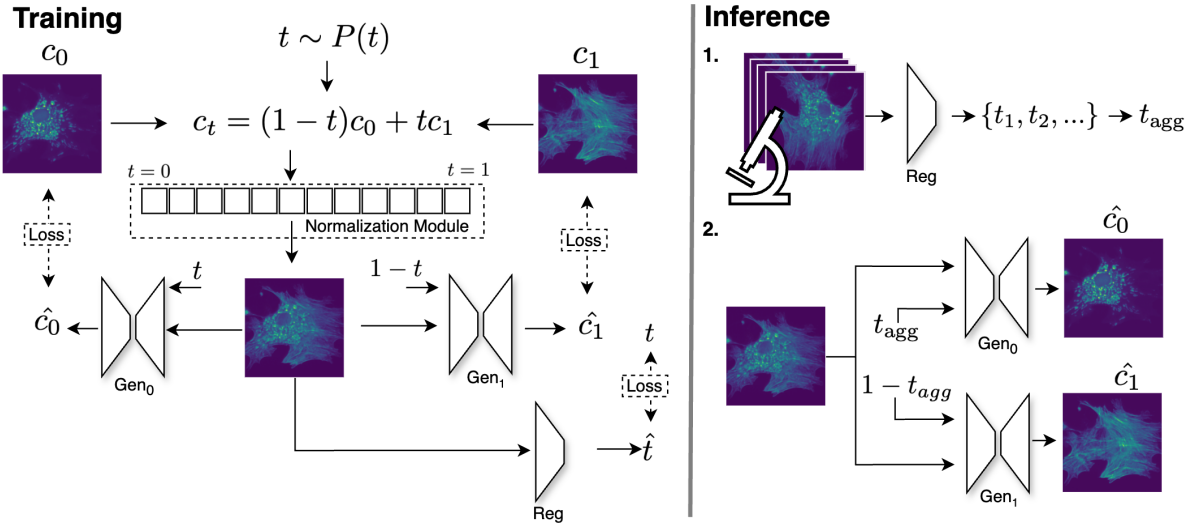 Training
c_0
t ∼ P(t)
c_1
c_t = (1 − t)c_0 + tc_1
t = 0
t = 1
Normalization Module
Loss
Loss
t
1 − t
ĉ_0
Gen_0
Gen_1
ĉ_1
t
Loss
t̂
Reg
Inference
1.
Reg
{t_1, t_2, ...}
t_agg
2.
ĉ_0
t_agg
Gen_0
1 − t_agg
ĉ_1
Gen_1